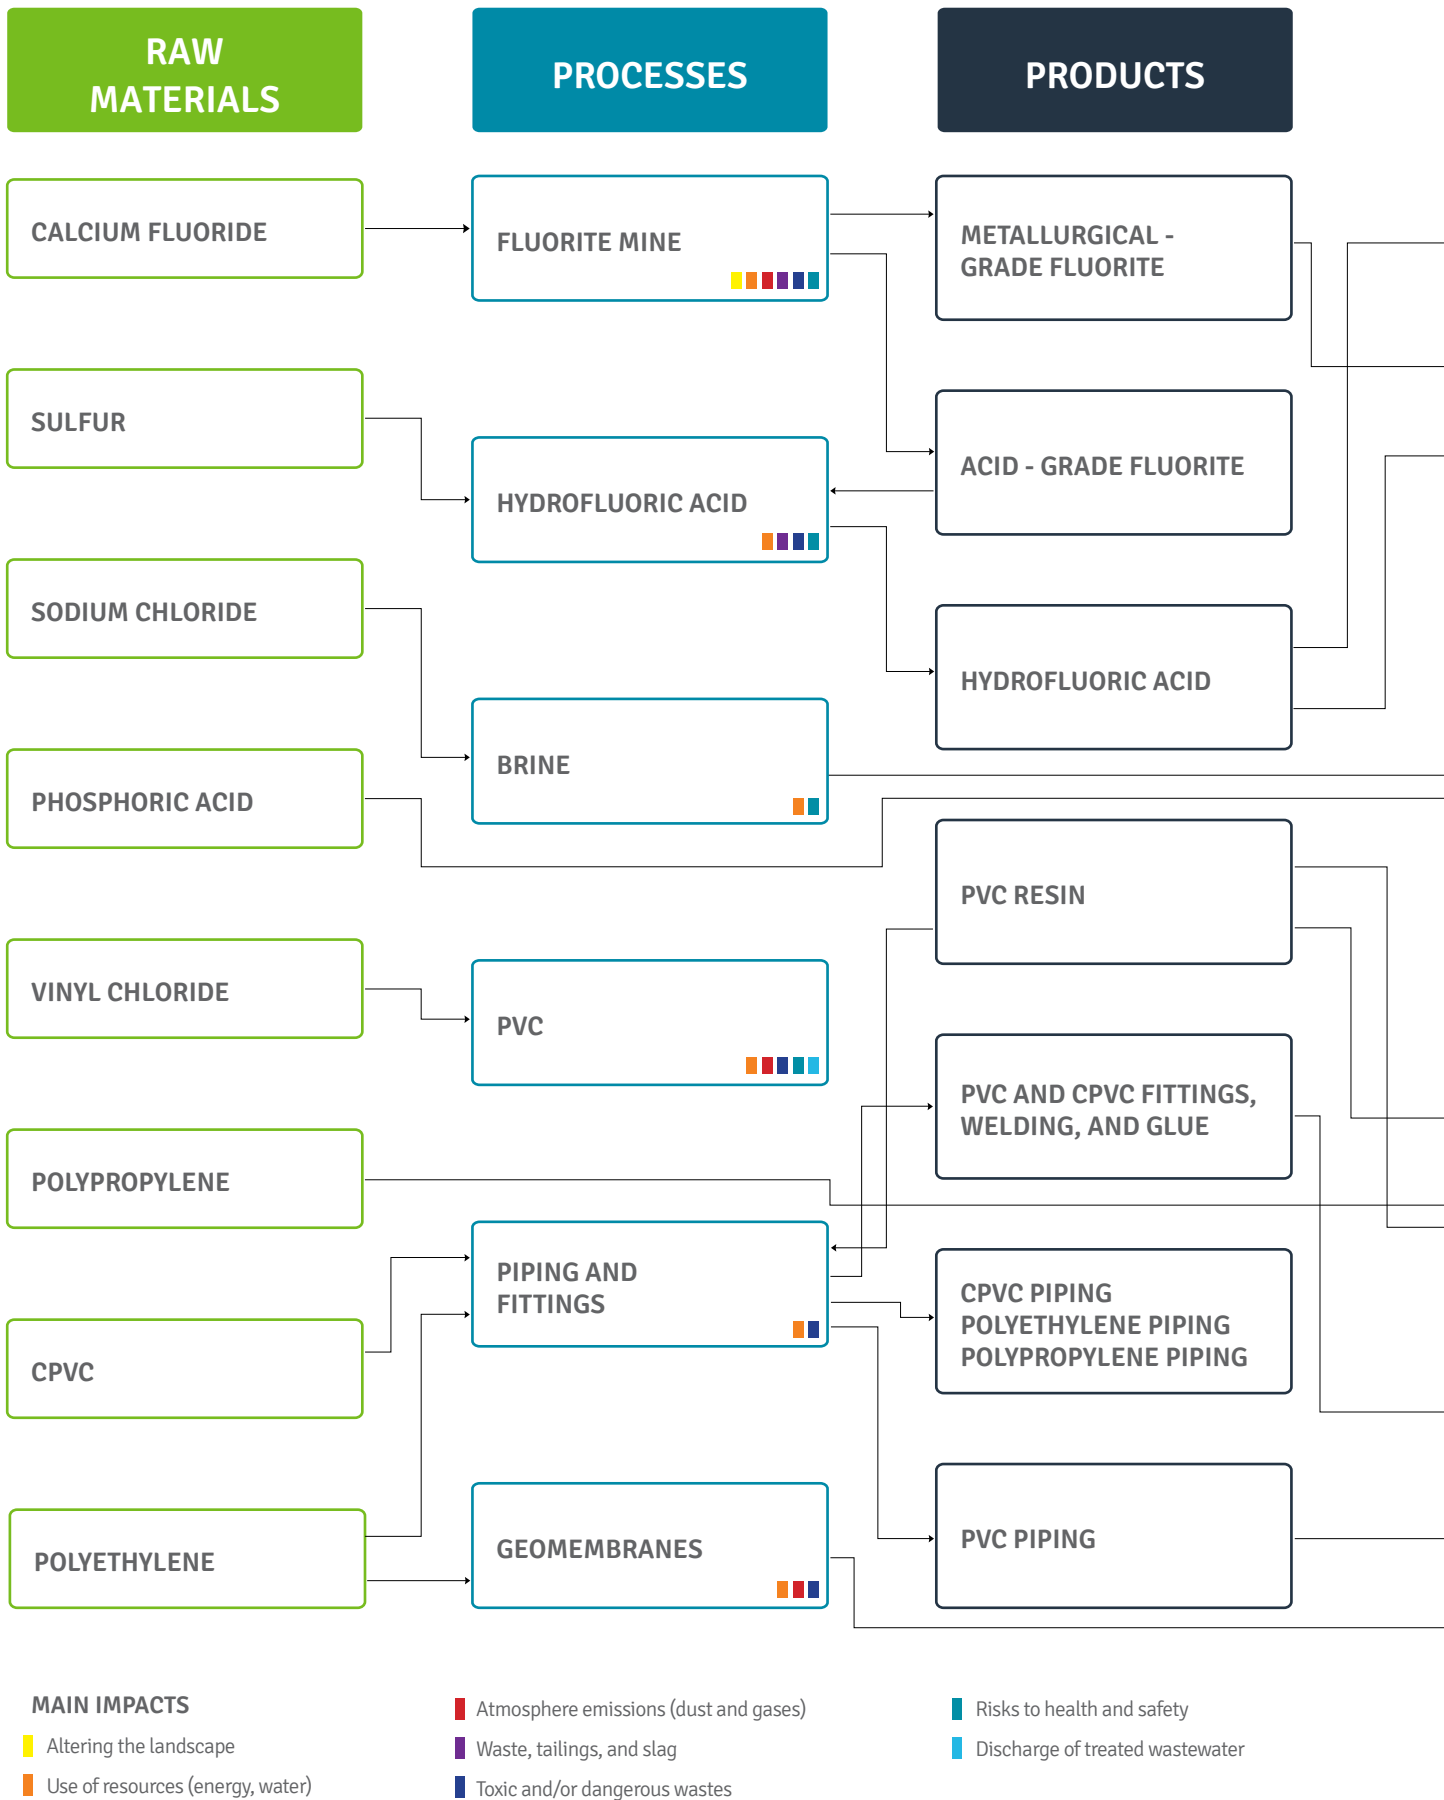 RAW
MATERIALS
PROCESSES
PRODUCTS
CALCIUM FLUORIDE
SULFUR
SODIUM CHLORIDE
PHOSPHORIC ACID
VINYL CHLORIDE
POLYPROPYLENE
CPVC
POLYETHYLENE
FLUORITE MINE
HYDROFLUORIC ACID
BRINE
PVC
PIPING AND
FITTINGS
GEOMEMBRANES
METALLURGICAL -
GRADE FLUORITE
ACID - GRADE FLUORITE
HYDROFLUORIC ACID
PVC RESIN
PVC AND CPVC FITTINGS,
WELDING, AND GLUE
CPVC PIPING
POLYETHYLENE PIPING
POLYPROPYLENE PIPING
PVC PIPING
MAIN IMPACTS
Altering the landscape
Use of resources (energy, water)
Atmosphere emissions (dust and gases)
Waste, tailings, and slag
Toxic and/or dangerous wastes
Risks to health and safety
Discharge of treated wastewater